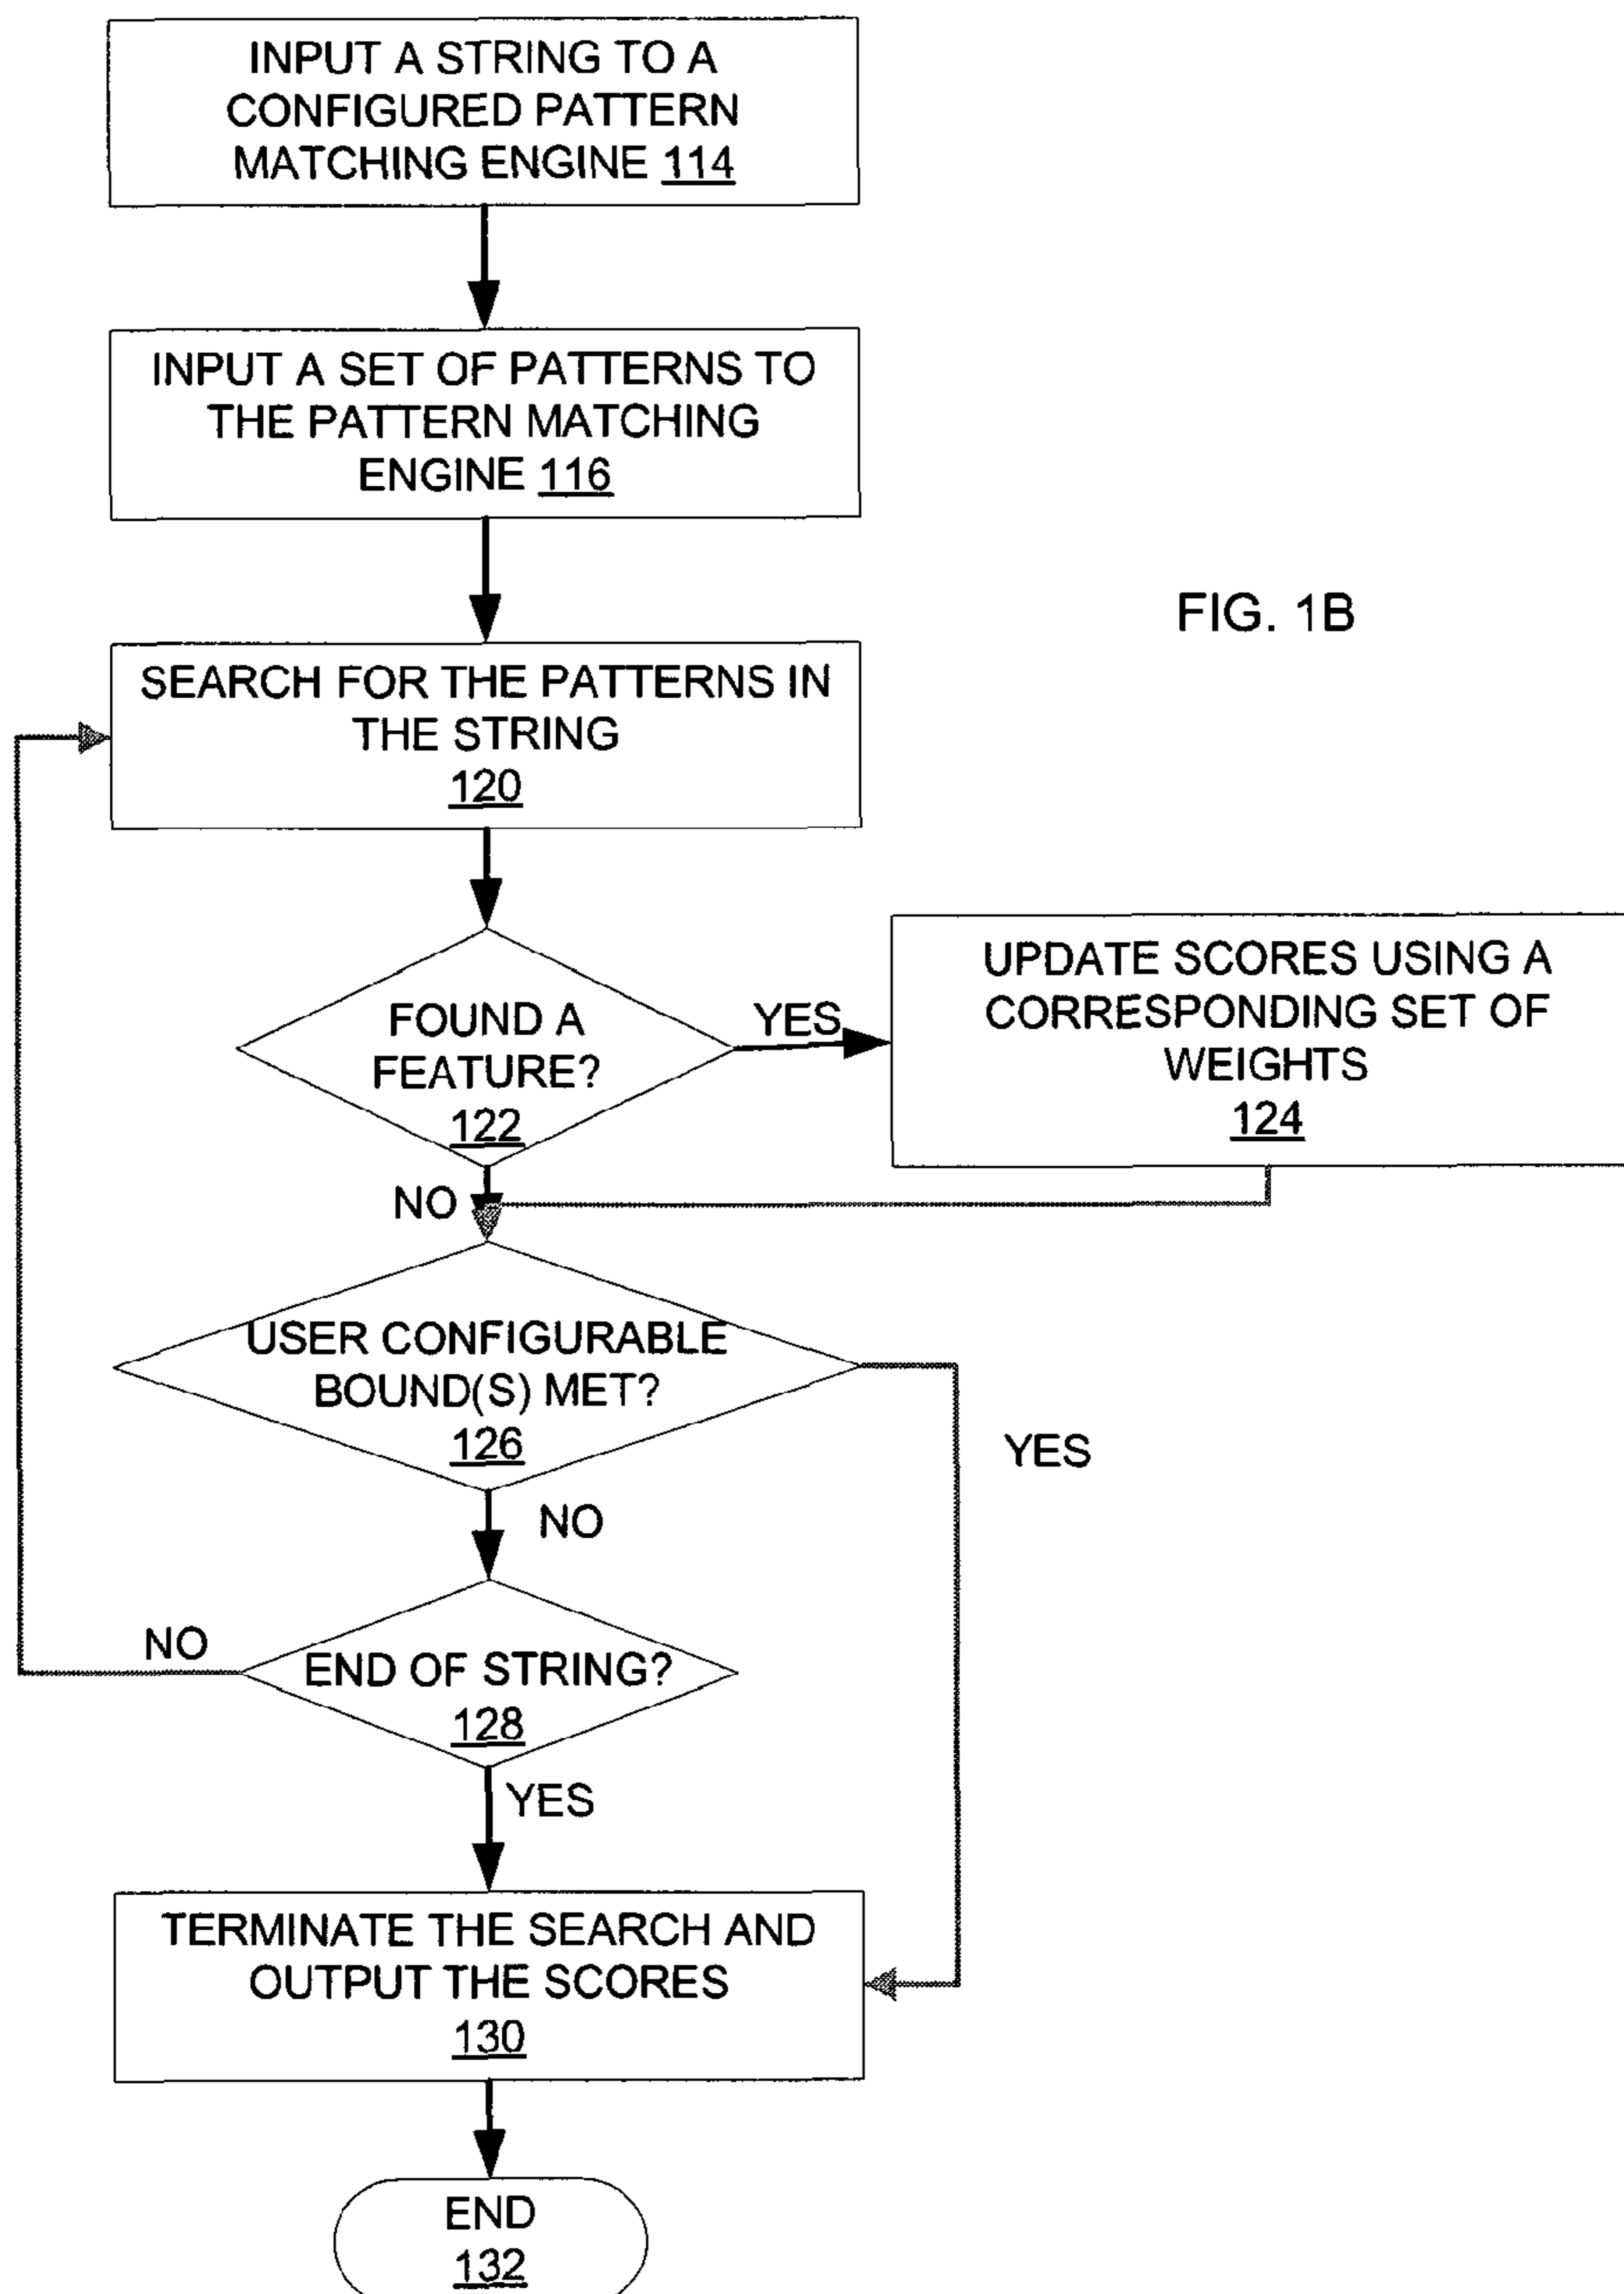 INPUT A STRING TO A
CONFIGURED PATTERN
MATCHING ENGINE 114
INPUT A SET OF PATTERNS TO
THE PATTERN MATCHING
ENGINE 116
FIG. 1B
SEARCH FOR THE PATTERNS IN
THE STRING
120
FOUND A
FEATURE?
122
YES
UPDATE SCORES USING A
CORRESPONDING SET OF
WEIGHTS
124
NO
USER CONFIGURABLE
BOUND(S) MET?
126
YES
NO
END OF STRING?
128
NO
YES
TERMINATE THE SEARCH AND
OUTPUT THE SCORES
130
END
132